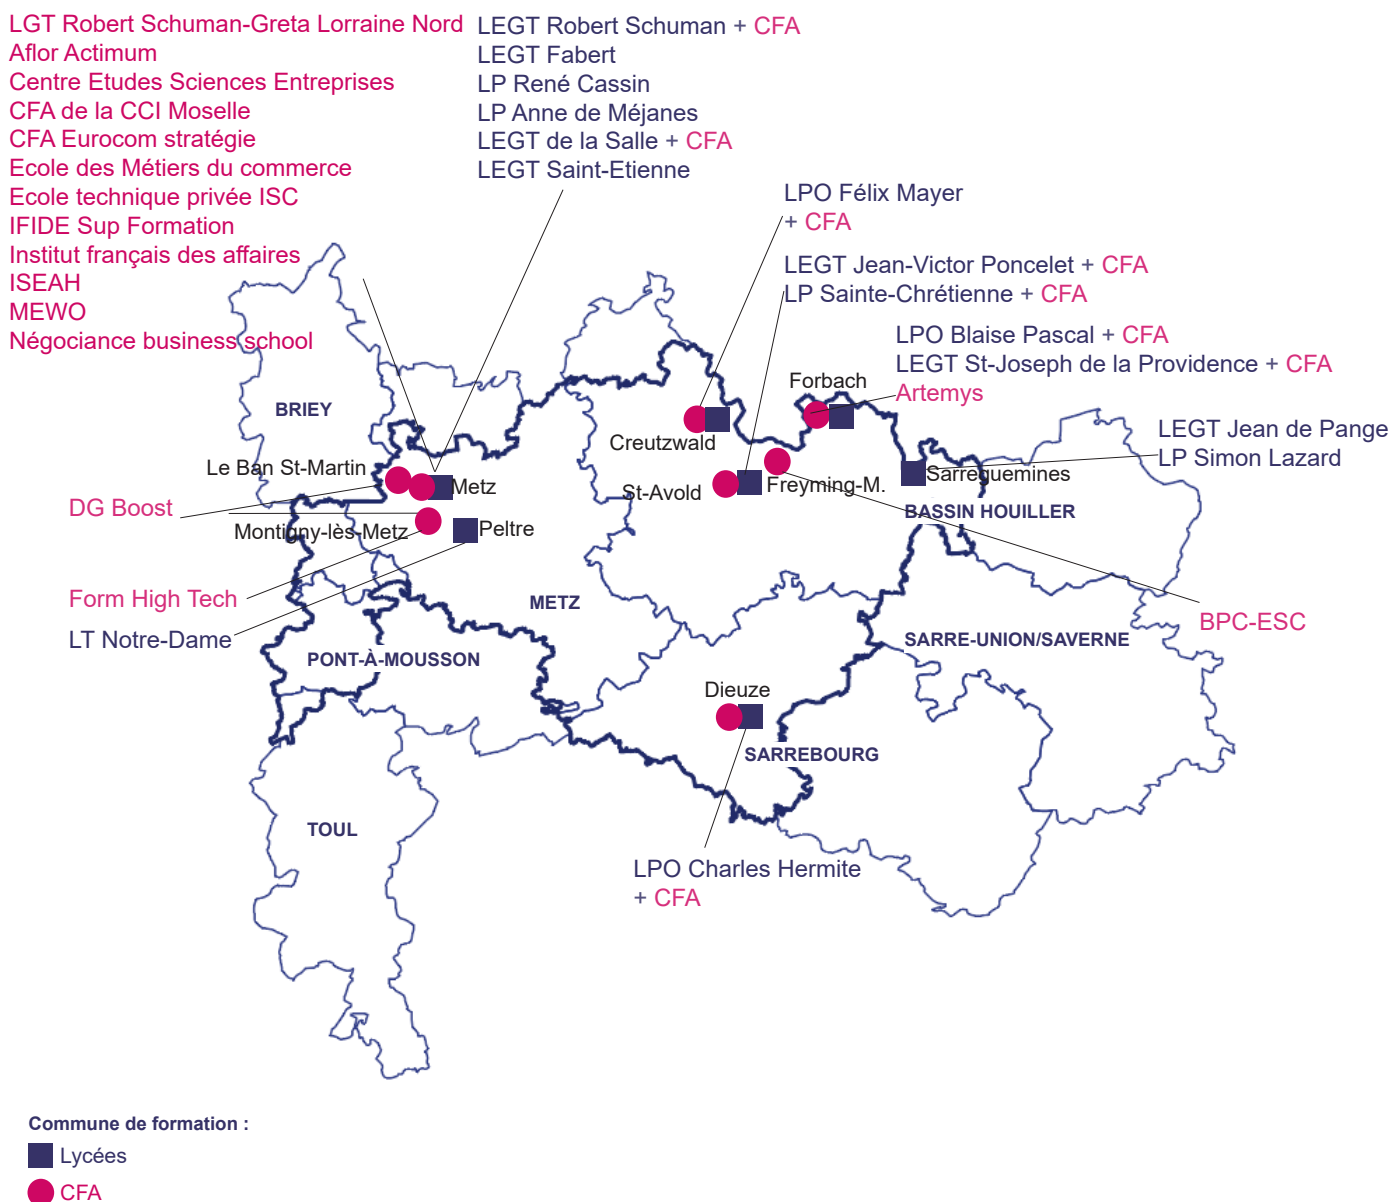 LGT Robert Schuman-Greta Lorraine Nord
Aflor Actimum
Centre Etudes Sciences Entreprises
CFA de la CCI Moselle
CFA Eurocom stratégie
Ecole des Métiers du commerce
Ecole technique privée ISC
IFIDE Sup Formation
Institut français des affaires
ISEAH
MEWO
Négociance business school
LEGT Robert Schuman + CFA
LEGT Fabert
LP René Cassin
LP Anne de Méjanes
LEGT de la Salle + CFA
LEGT Saint-Etienne
LPO Félix Mayer
+ CFA
LEGT Jean-Victor Poncelet + CFA
LP Sainte-Chrétienne + CFA
LPO Blaise Pascal + CFA
LEGT St-Joseph de la Providence + CFA
Artemys
Forbach
BRIEY
Creutzwald
LEGT Jean de Pange
LP Simon Lazard
Le Ban St-Martin
Metz
St-Avold
Freyming-M.
Sarreguemines
DG Boost
BASSIN HOUILLER
Montigny-lès-Metz
Peltre
Form High Tech
METZ
BPC-ESC
LT Notre-Dame
SARRE-UNION/SAVERNE
PONT-À-MOUSSON
Dieuze
SARREBOURG
TOUL
LPO Charles Hermite
+ CFA
Commune de formation :
Lycées
CFA